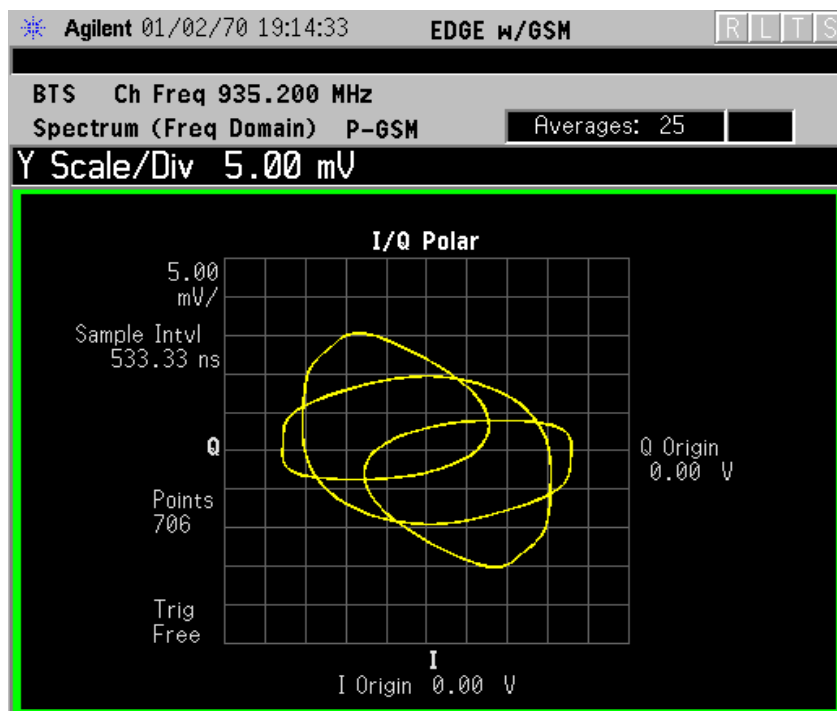 Agilent 01/02/70 19:14:33 EDGE w/GSM R L T S
BTS Ch Freq 935.200 MHz
Spectrum (Freq Domain) P-GSM Averages: 25
Y Scale/Div 5.00 mV
I/Q Polar
5.00
mV/
Sample Intvl
533.33 ns
Q
Q Origin
0.00 V
Points
706
Trig
Free
I
I Origin 0.00 V